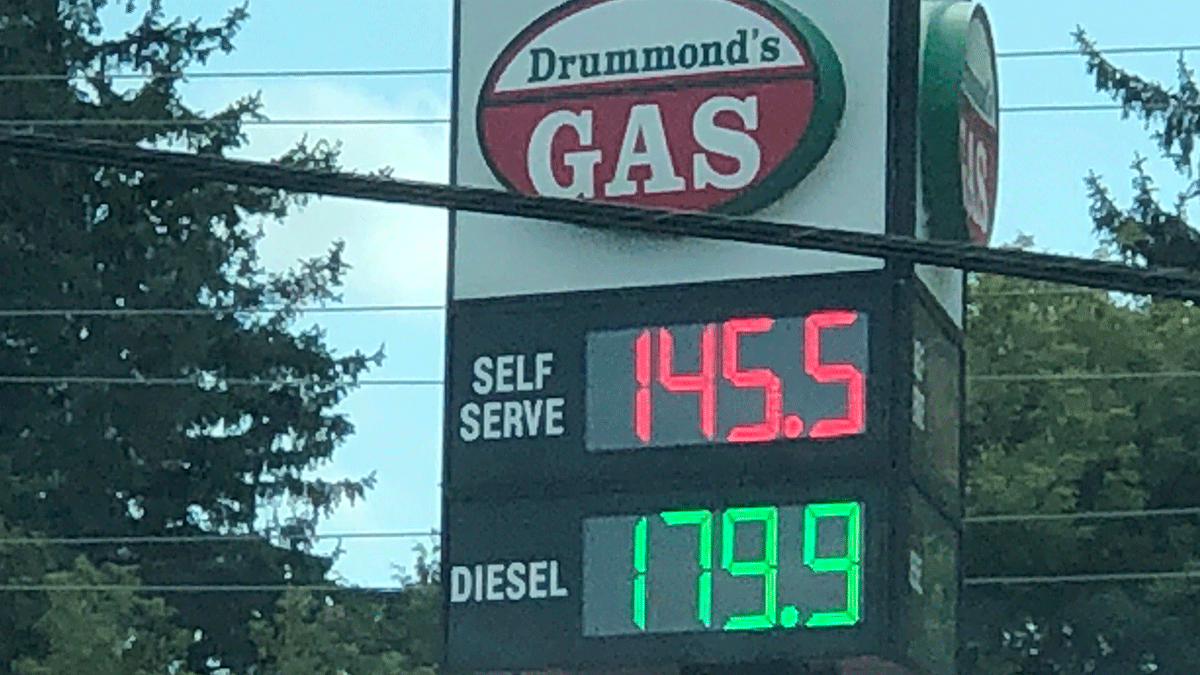 Drummond's
GAS
SELF
SERVE
145.5
DIESEL
179.9